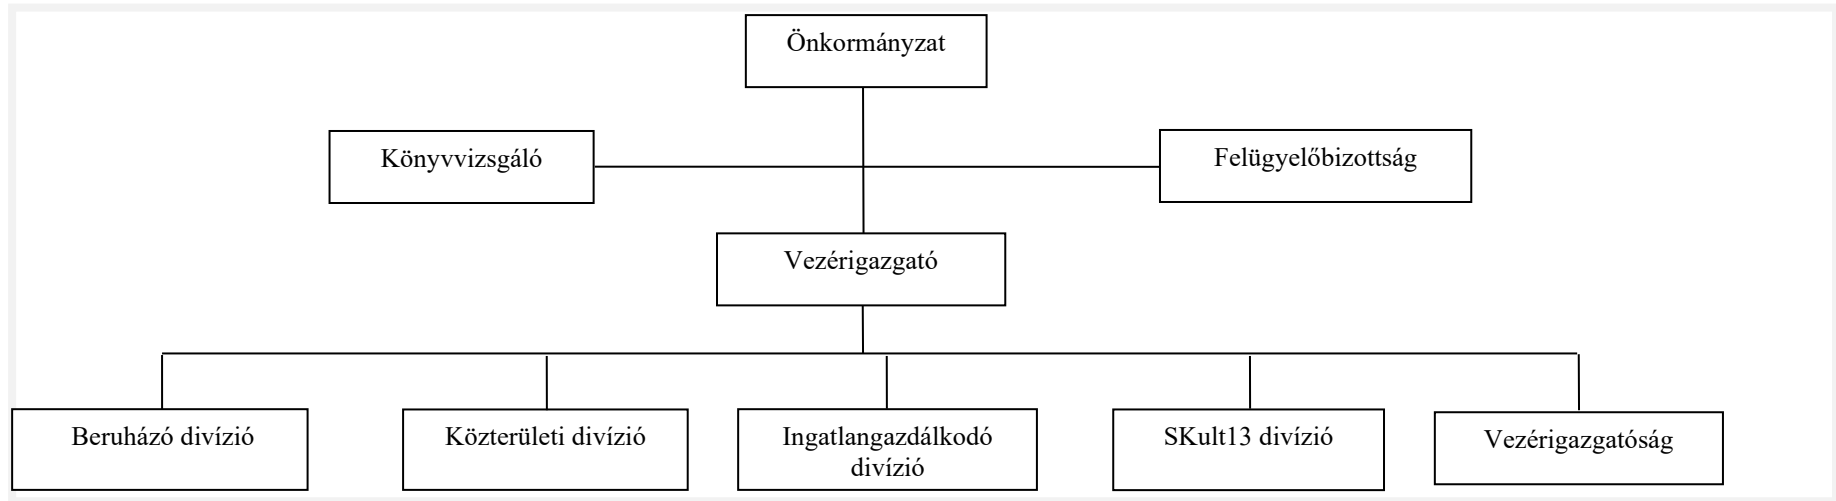 Önkormányzat
Könyvvizsgáló
Felügyelőbizottság
Vezérigazgató
Beruházó divízió
Közterületi divízió
Ingatlangazdálkodó
divízió
SKult13 divízió
Vezérigazgatóság